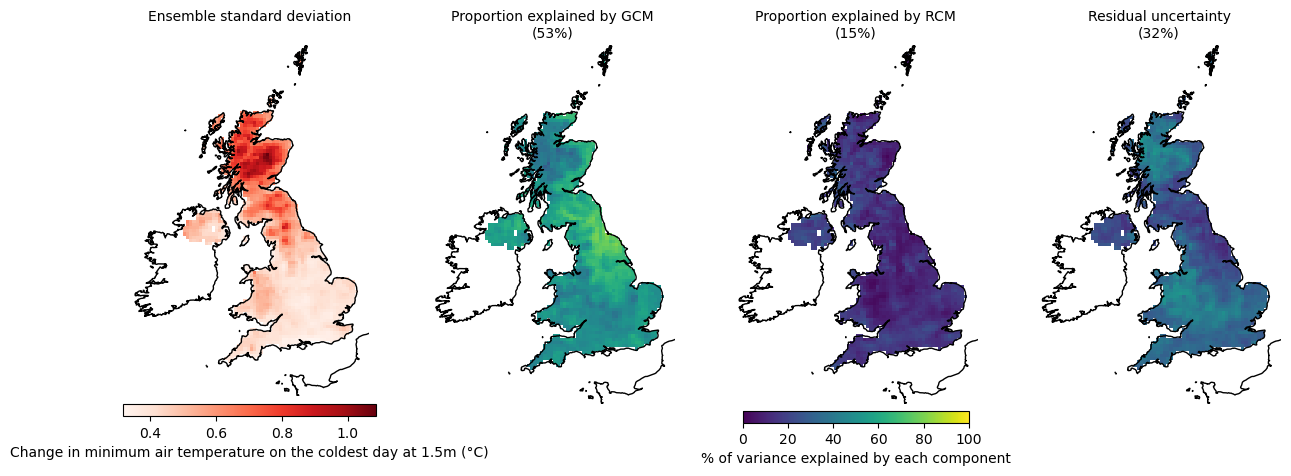 Ensemble standard deviation
Proportion explained by GCM
(53%)
Proportion explained by RCM
(15%)
Residual uncertainty
(32%)
0.4 0.6 0.8 1.0
Change in minimum air temperature on the coldest day at 1.5m (°C)
0 20 40 60 80 100
% of variance explained by each component